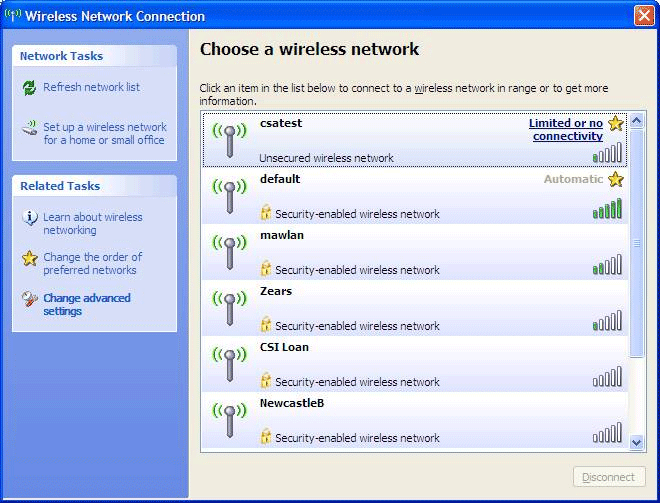 Wireless Network Connection
Network Tasks
Refresh network list
Set up a wireless network
for a home or small office
Related Tasks
Learn about wireless
networking
Change the order of
preferred networks
Change advanced
settings
Choose a wireless network
Click an item in the list below to connect to a wireless network in range or to get more
information.
csatest
Limited or no
connectivity
Unsecured wireless network
default
Automatic
Security-enabled wireless network
mawlan
Security-enabled wireless network
Zears
Security-enabled wireless network
CSI Loan
Security-enabled wireless network
NewcastleB
Security-enabled wireless network
Disconnect